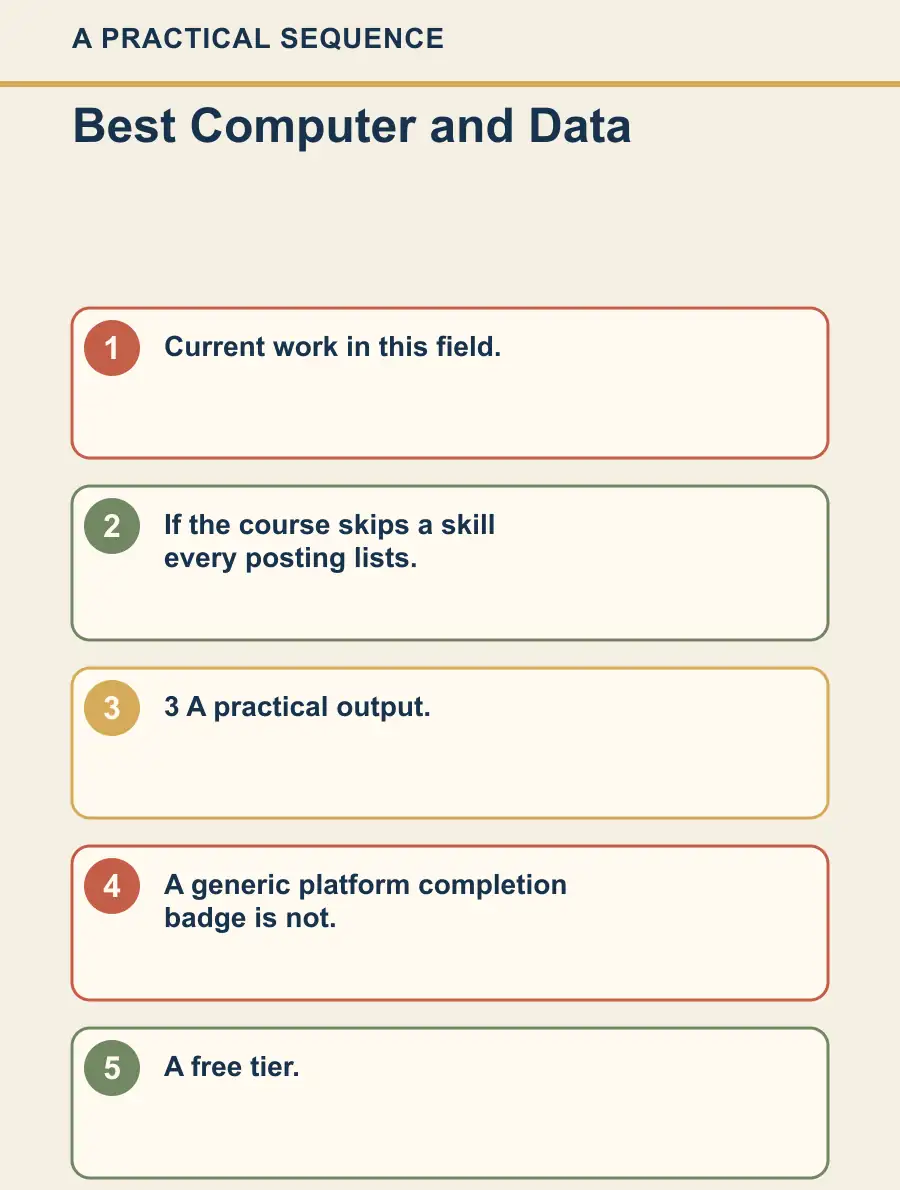 A PRACTICAL SEQUENCE
Best Computer and Data
1
Current work in this field.
2
If the course skips a skill
every posting lists.
3
3 A practical output.
4
A generic platform completion
badge is not.
5
A free tier.